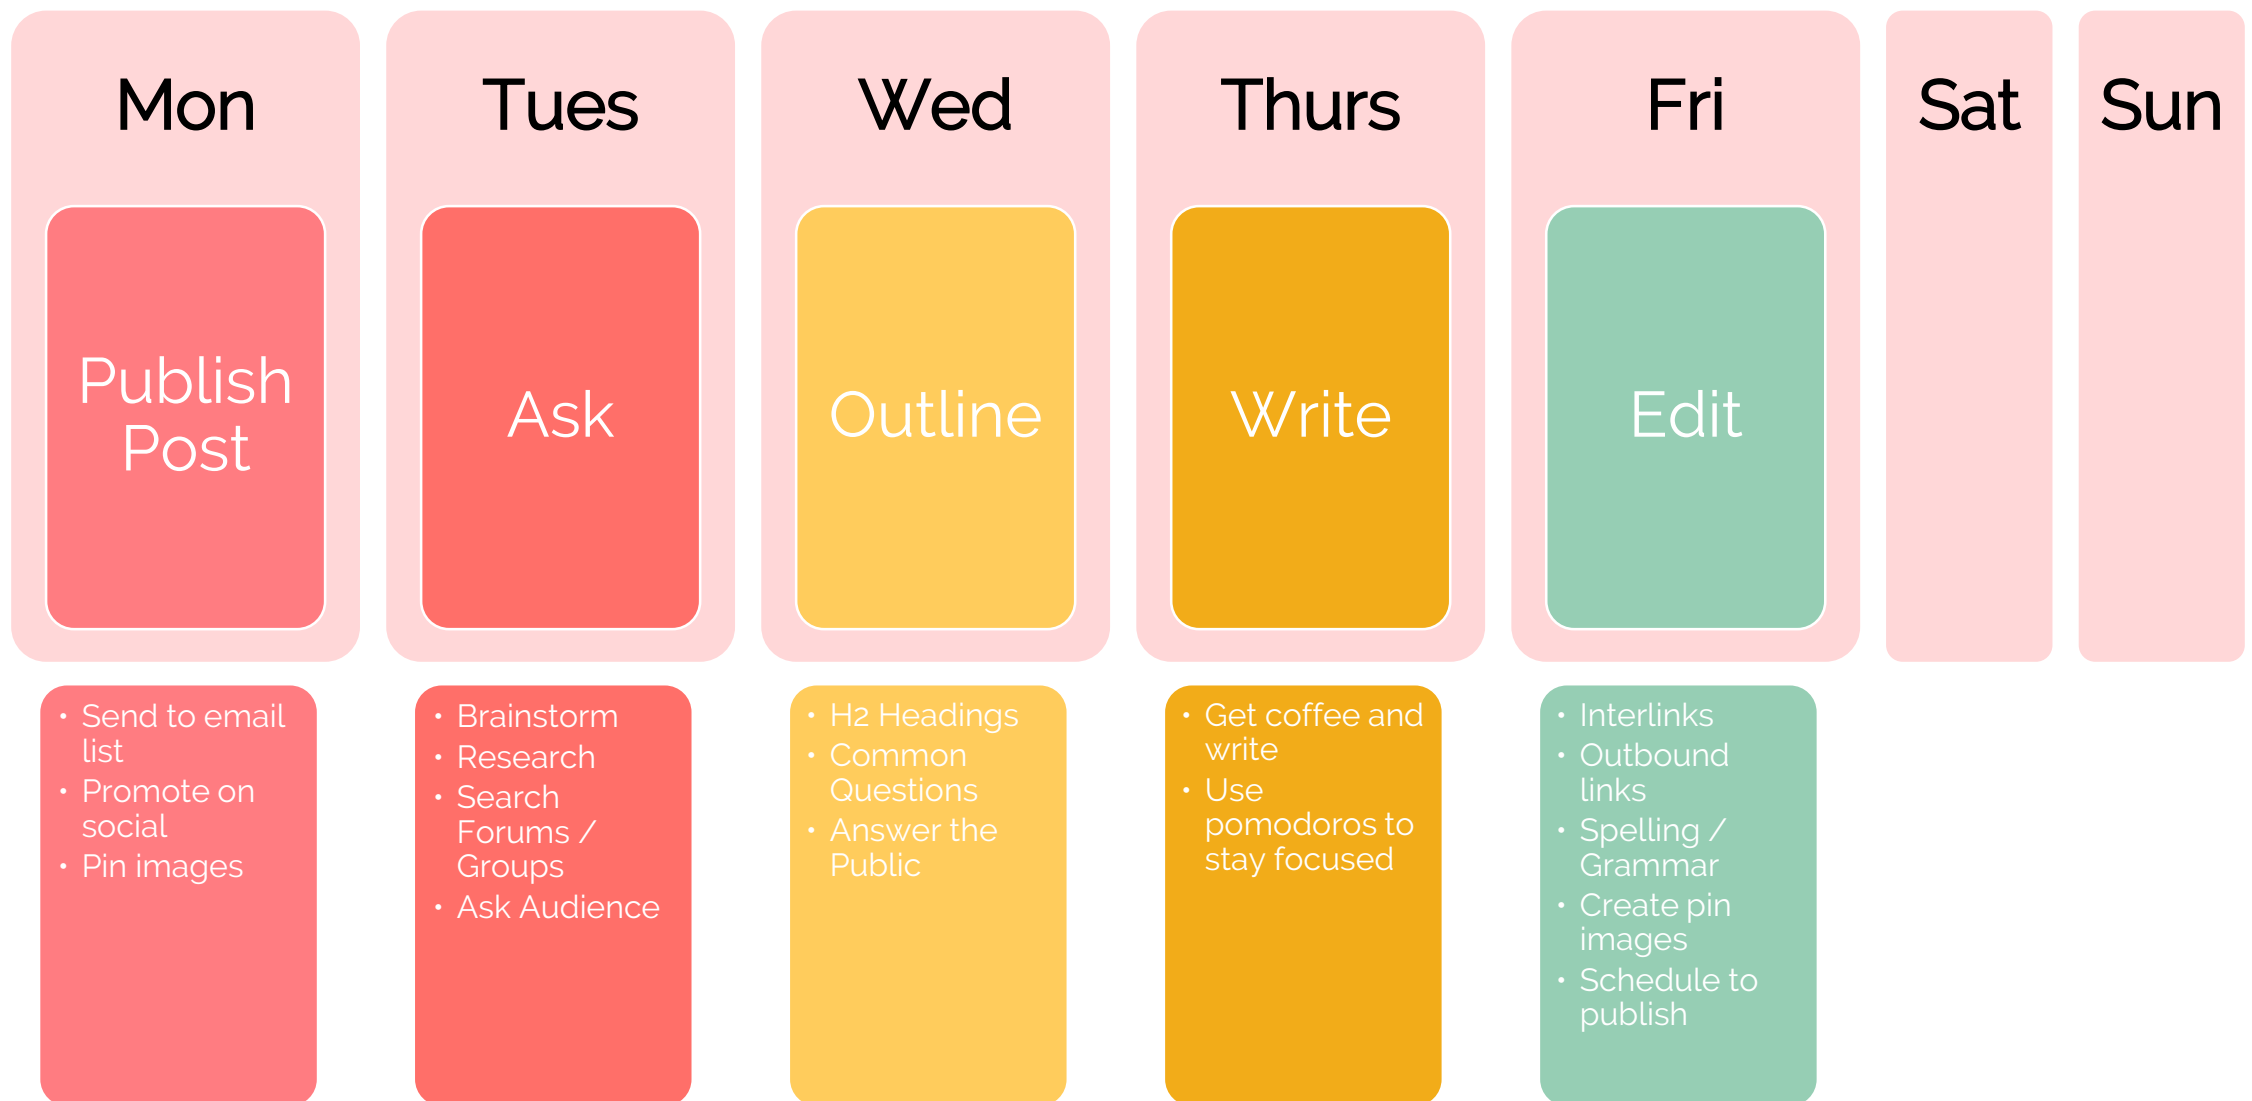 Mon
Tues
Wed
Thurs
Fri
Sat
Sun
Publish
Post
Ask
Outline
Write
Edit
• Send to email
list
• Promote on
social
• Pin images
• Brainstorm
• Research
• Search
Forums /
Groups
• Ask Audience
• H2 Headings
• Common
Questions
• Answer the
Public
• Get coffee and
write
• Use
pomodoros to
stay focused
• Interlinks
• Outbound
links
• Spelling /
Grammar
• Create pin
images
• Schedule to
publish